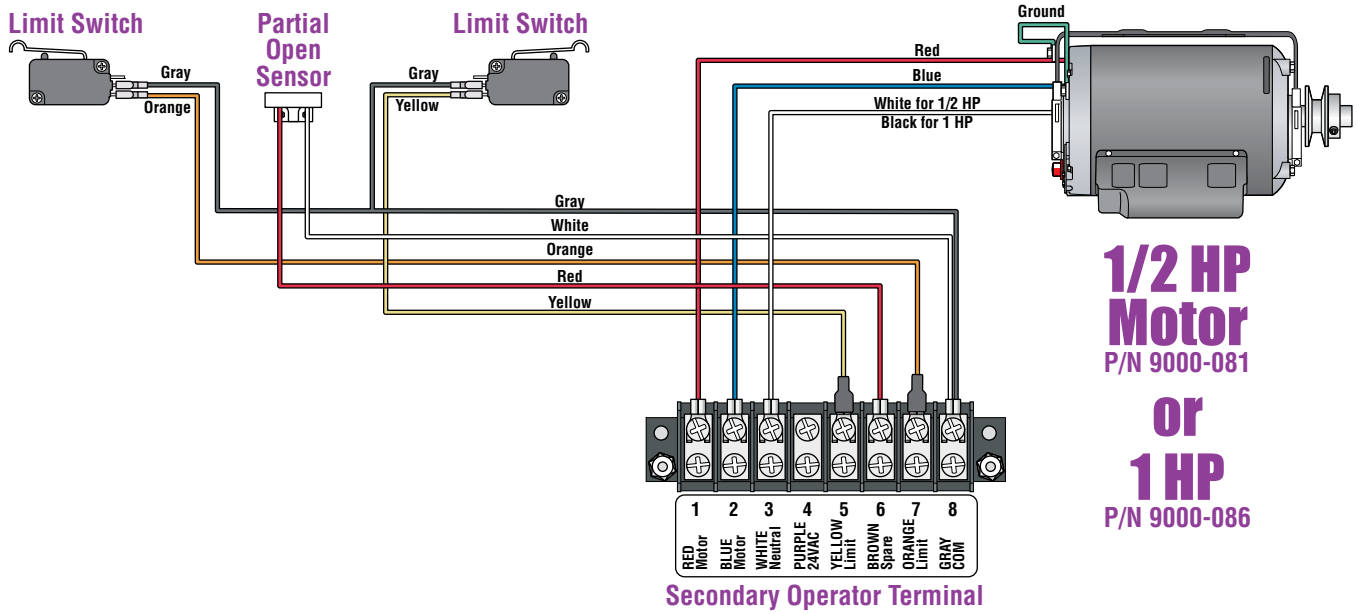 Limit Switch
Partial
Open
Sensor
Limit Switch
Ground
Gray
Orange
Gray
Yellow
Red
Blue
White for 1/2 HP
Black for 1 HP
Gray
White
Orange
Red
Yellow
1/2 HP
Motor
P/N 9000-081
or
1 HP
P/N 9000-086
1 2 3 4 5 6 7 8
RED
Motor
BLUE
Motor
WHITE
Neutral
PURPLE
24VAC
YELLOW
Limit
BROWN
Spare
ORANGE
Limit
GRAY
COM
Secondary Operator Terminal